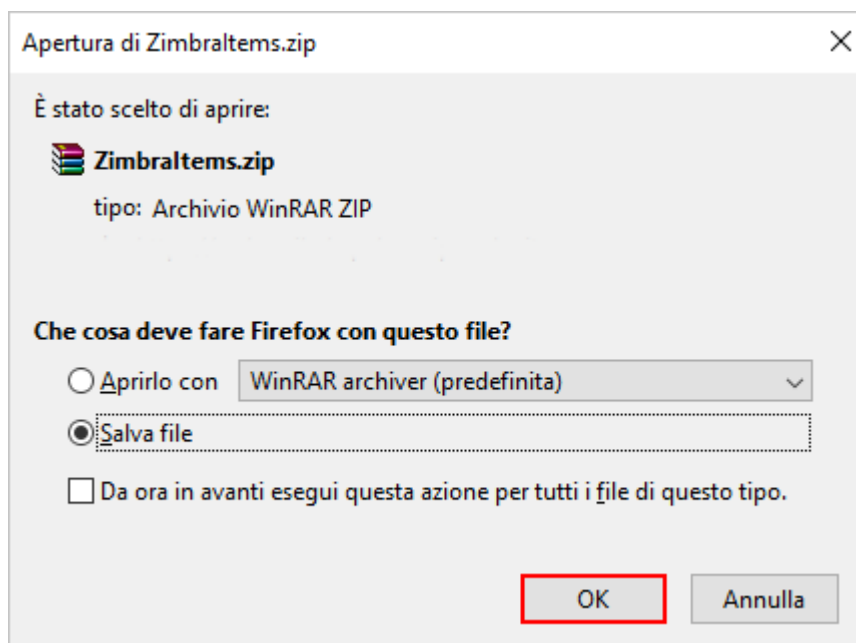 Apertura di ZimbraItems.zip
È stato scelto di aprire:
ZimbraItems.zip
tipo: Archivio WinRAR ZIP
Che cosa deve fare Firefox con questo file?
Aprirlo con WinRAR archiver (predefinita)
Salva file
Da ora in avanti esegui questa azione per tutti i file di questo tipo.
OK Annulla